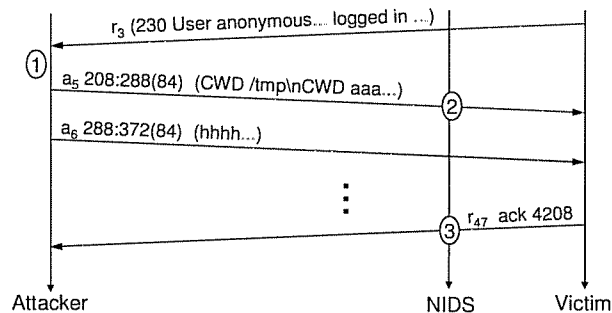 r3 (230 User anonymous... logged in ...)
1
a5 208:288(84) (CWD /tmp\nCWD aaa...)
2
a6 288:372(84) (hhhh...)
r47 ack 4208
3
Attacker NIDS Victim